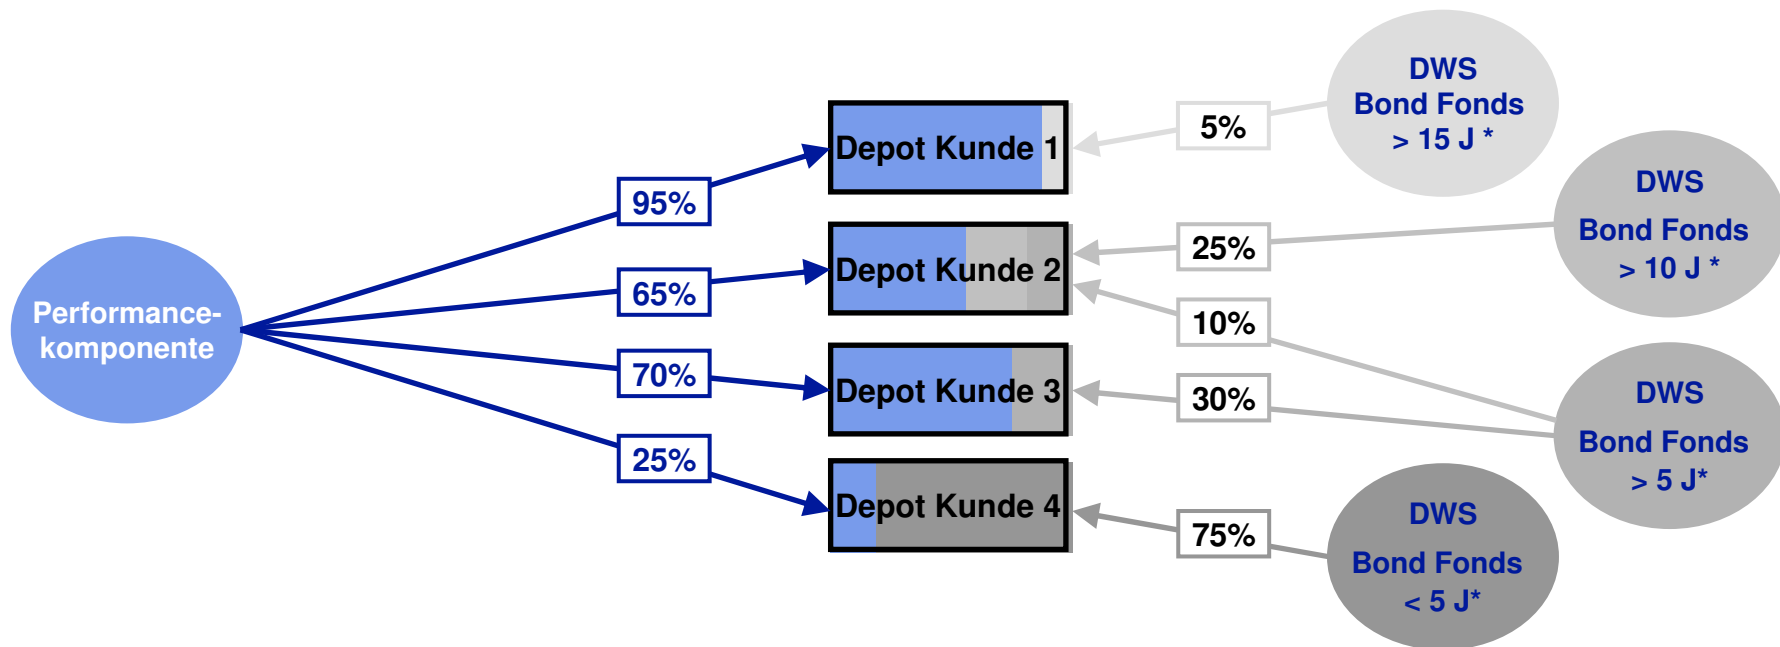 Performance-
komponente
95%
65%
70%
25%
Depot Kunde 1
Depot Kunde 2
Depot Kunde 3
Depot Kunde 4
5%
25%
10%
30%
75%
DWS
Bond Fonds
> 15 J *
DWS
Bond Fonds
> 10 J *
DWS
Bond Fonds
> 5 J*
DWS
Bond Fonds
< 5 J*